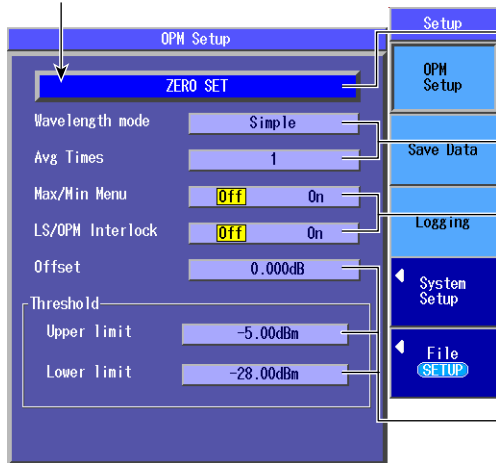 OPM Setup
ZERO SET
Wavelength mode Simple
Avg Times 1
Max/Min Menu Off On
LS/OPM Interlock Off On
Offset 0.000dB
Threshold
Upper limit -5.00dBm
Lower limit -28.00dBm
Setup
OPM
Setup
Save Data
Logging
System
Setup
File
SETUP